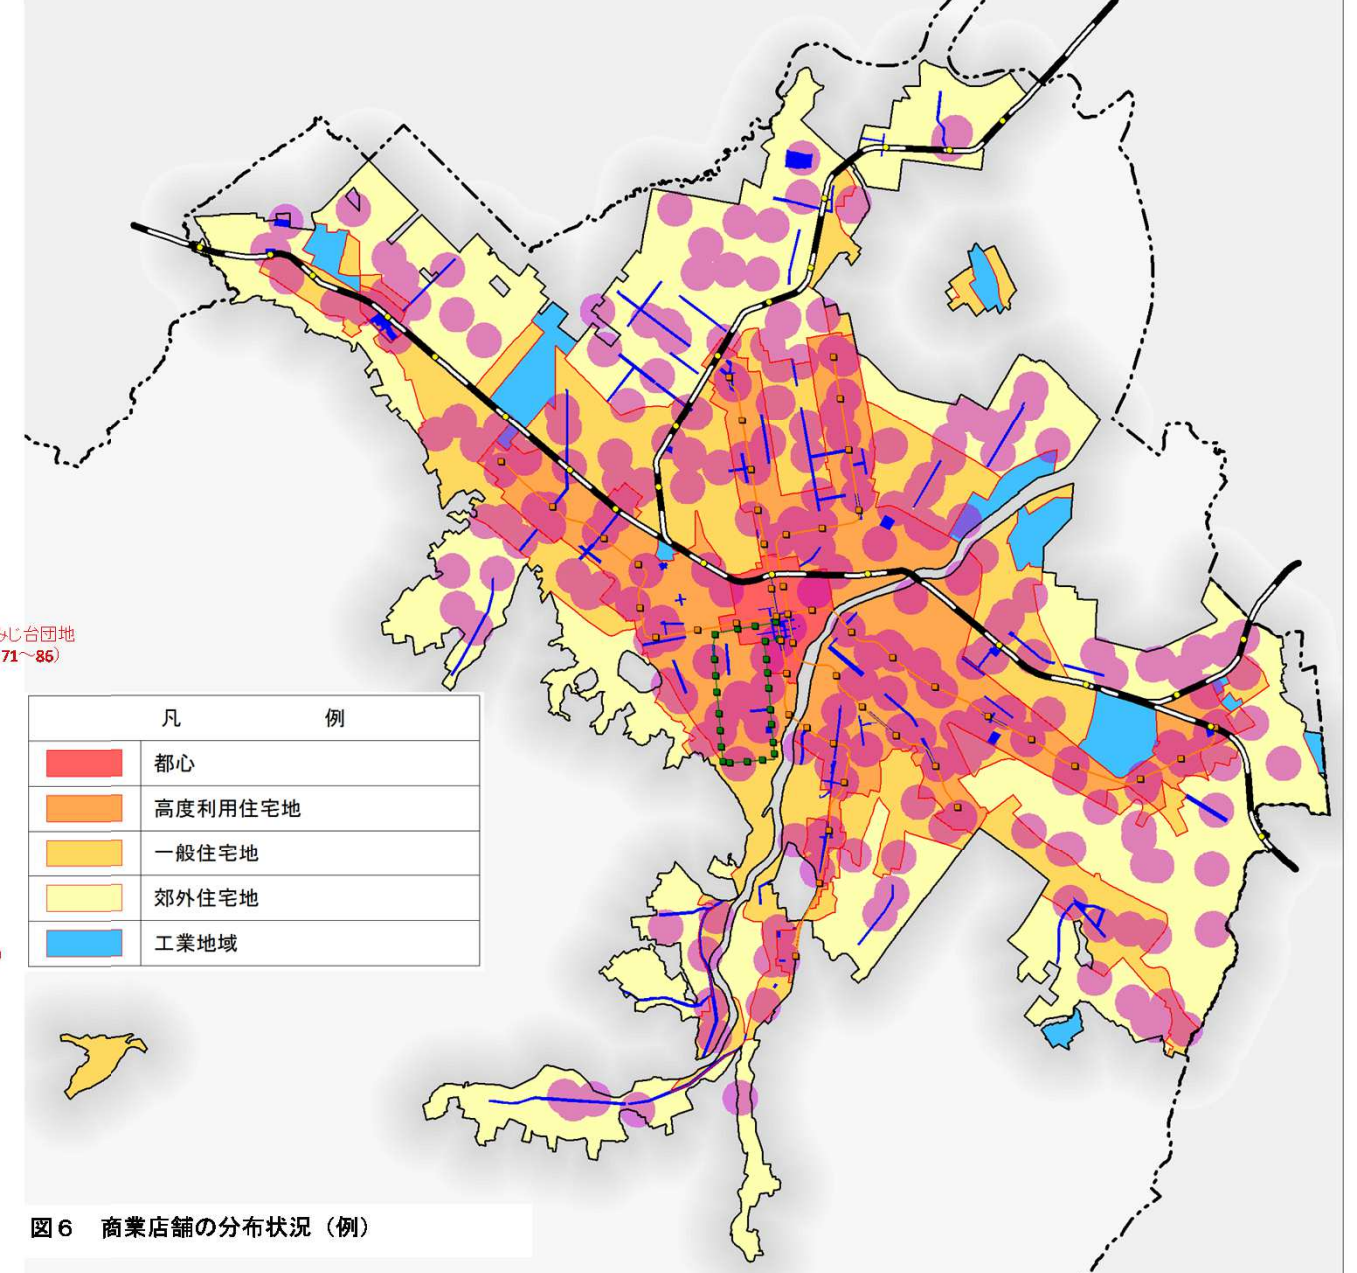 みじ台団地
71～86）
凡 例
都心
高度利用住宅地
一般住宅地
郊外住宅地
工業地域
図６ 商業店舗の分布状況（例）